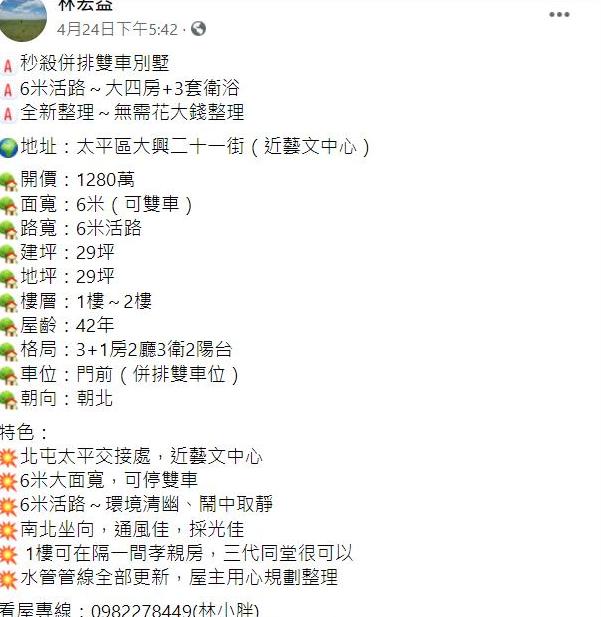 林宏益
4月24日下午5:42 ·
🅰秒殺併排雙車別墅
🅰6米活路～大四房+3套衛浴
🅰全新整理～無需花大錢整理
🌍地址：太平區大興二十一街（近藝文中心）
🏡開價：1280萬
🏡面寬：6米（可雙車）
🏡路寬：6米活路
🏡建坪：29坪
🏡地坪：29坪
🏡樓層：1樓～2樓
🏡屋齡：42年
🏡格局：3+1房2廳3衛2陽台
🏡車位：門前（併排雙車位）
🏡朝向：朝北
特色：
💥北屯太平交接處，近藝文中心
💥6米大面寬，可停雙車
💥6米活路～環境清幽、鬧中取靜
💥南北坐向，通風佳，採光佳
💥 1樓可在隔一間孝親房，三代同堂很可以
💥水管管線全部更新，屋主用心規劃整理
看屋專線：0982278449(林小胖)